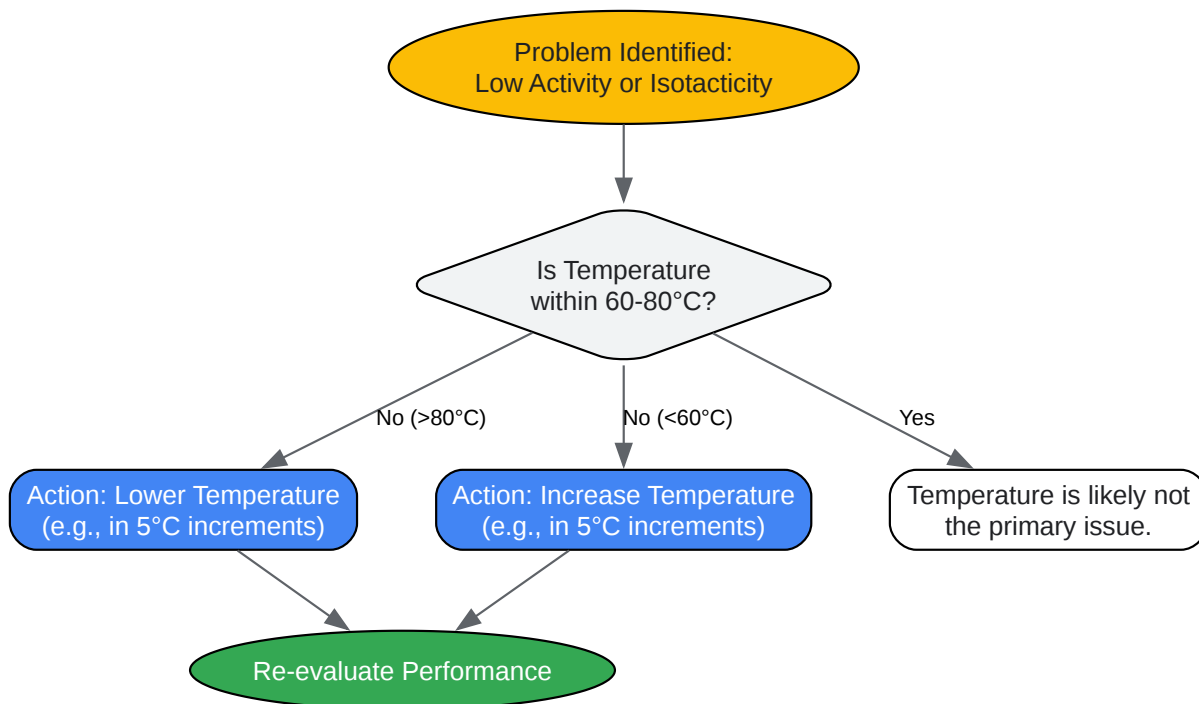 Problem Identified:
Low Activity or Isotacticity
Is Temperature
within 60-80°C?
No (>80°C)
No (<60°C)
Yes
Action: Lower Temperature
(e.g., in 5°C increments)
Action: Increase Temperature
(e.g., in 5°C increments)
Temperature is likely not
the primary issue.
Re-evaluate Performance